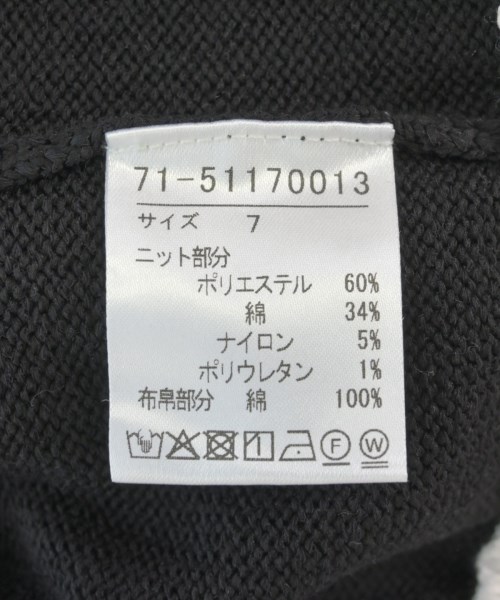 71-51170013
サイズ 7
ニット部分
ポリエステル 60%
綿 34%
ナイロン 5%
ポリウレタン 1%
布帛部分 綿 100%
F W